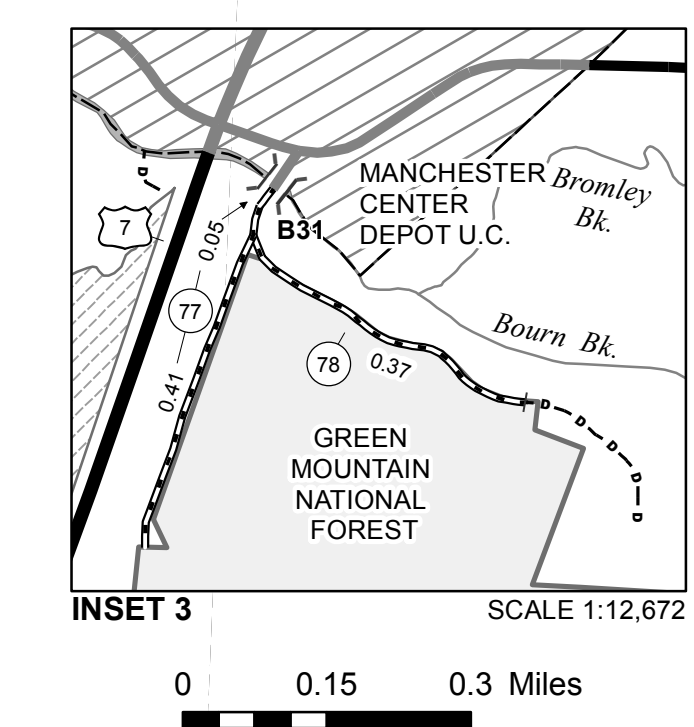 MANCHESTER
CENTER
DEPOT U.C.
Bromley
Bk.
D
7
0.05
B31
77
Bourn Bk.
78
0.37
0.41
D
D
D
D
D
GREEN
MOUNTAIN
NATIONAL
FOREST
INSET 3
SCALE 1:12,672
0 0.15 0.3 Miles